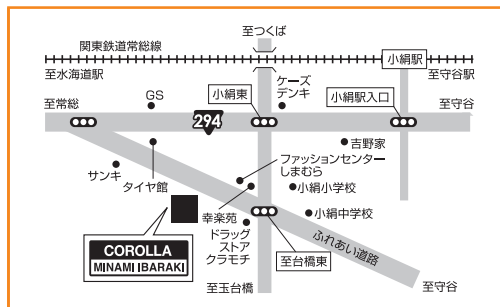 至つくば
関東鉄道常総線
小絹駅
至水海道駅
至守谷駅
ケーズ
デンキ
GS
小絹東
小絹駅入口
至常総
至守谷
294
吉野家
ファッションセンター
しまむら
サンキ
タイヤ館
小絹小学校
幸楽苑
小絹中学校
ドラッグ
ストア
クラモチ
至台橋東
ふれあい道路
COROLLA
MINAMI IBARAKI
至玉台橋
至守谷